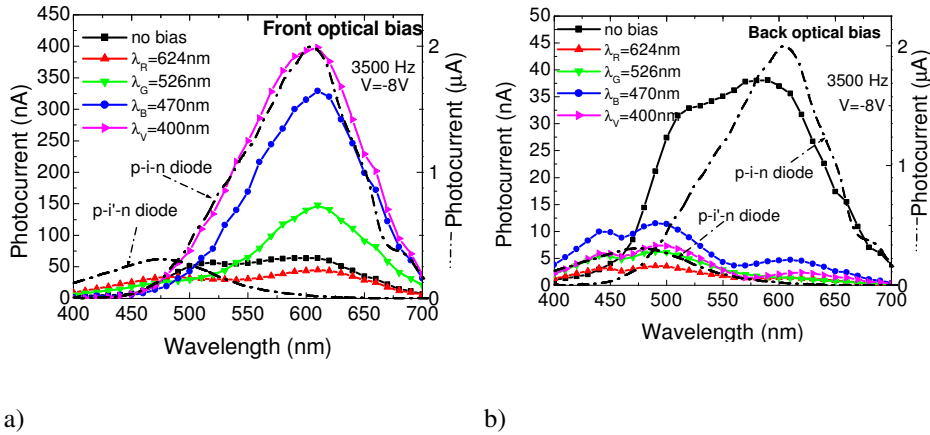 Front optical bias
no bias
λR=624nm
λG=526nm
λB=470nm
λV=400nm
3500 Hz
V=-8V
p-i-n diode
p-i'-n diode
450
400
350
300
250
200
150
100
50
0
Photocurrent (nA)
2
1
0
Photocurrent (µA)
400 450 500 550 600 650 700
Wavelength (nm)
a)
Back optical bias
no bias
λR=624nm
λG=526nm
λB=470nm
λV=400nm
3500 Hz
V=-8V
p-i-n diode
p-i'-n diode
50
45
40
35
30
25
20
15
10
5
0
Photocurrent (nA)
2
1
0
Photocurrent (µA)
400 450 500 550 600 650 700
Wavelength (nm)
b)